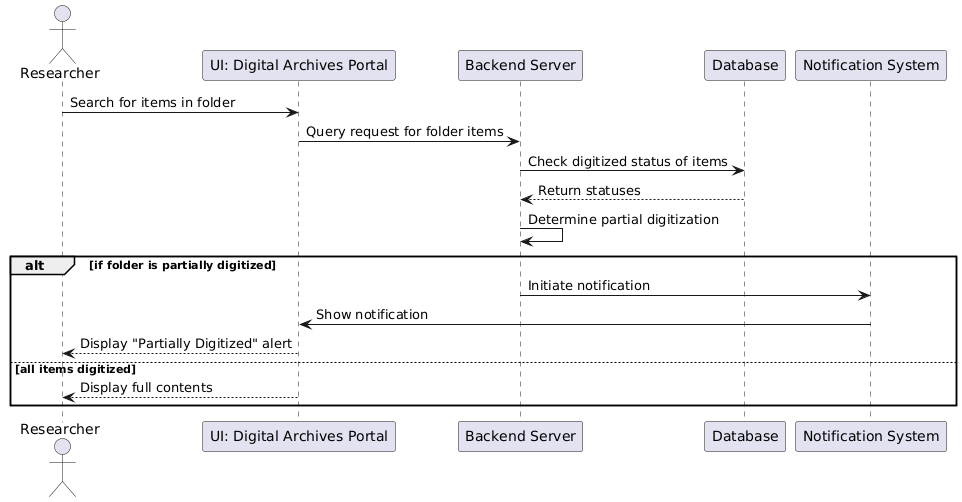 Researcher
UI: Digital Archives Portal
Backend Server
Database
Notification System
Search for items in folder
Query request for folder items
Check digitized status of items
Return statuses
Determine partial digitization
alt
[if folder is partially digitized]
Initiate notification
Show notification
Display "Partially Digitized" alert
[all items digitized]
Display full contents
Researcher
UI: Digital Archives Portal
Backend Server
Database
Notification System